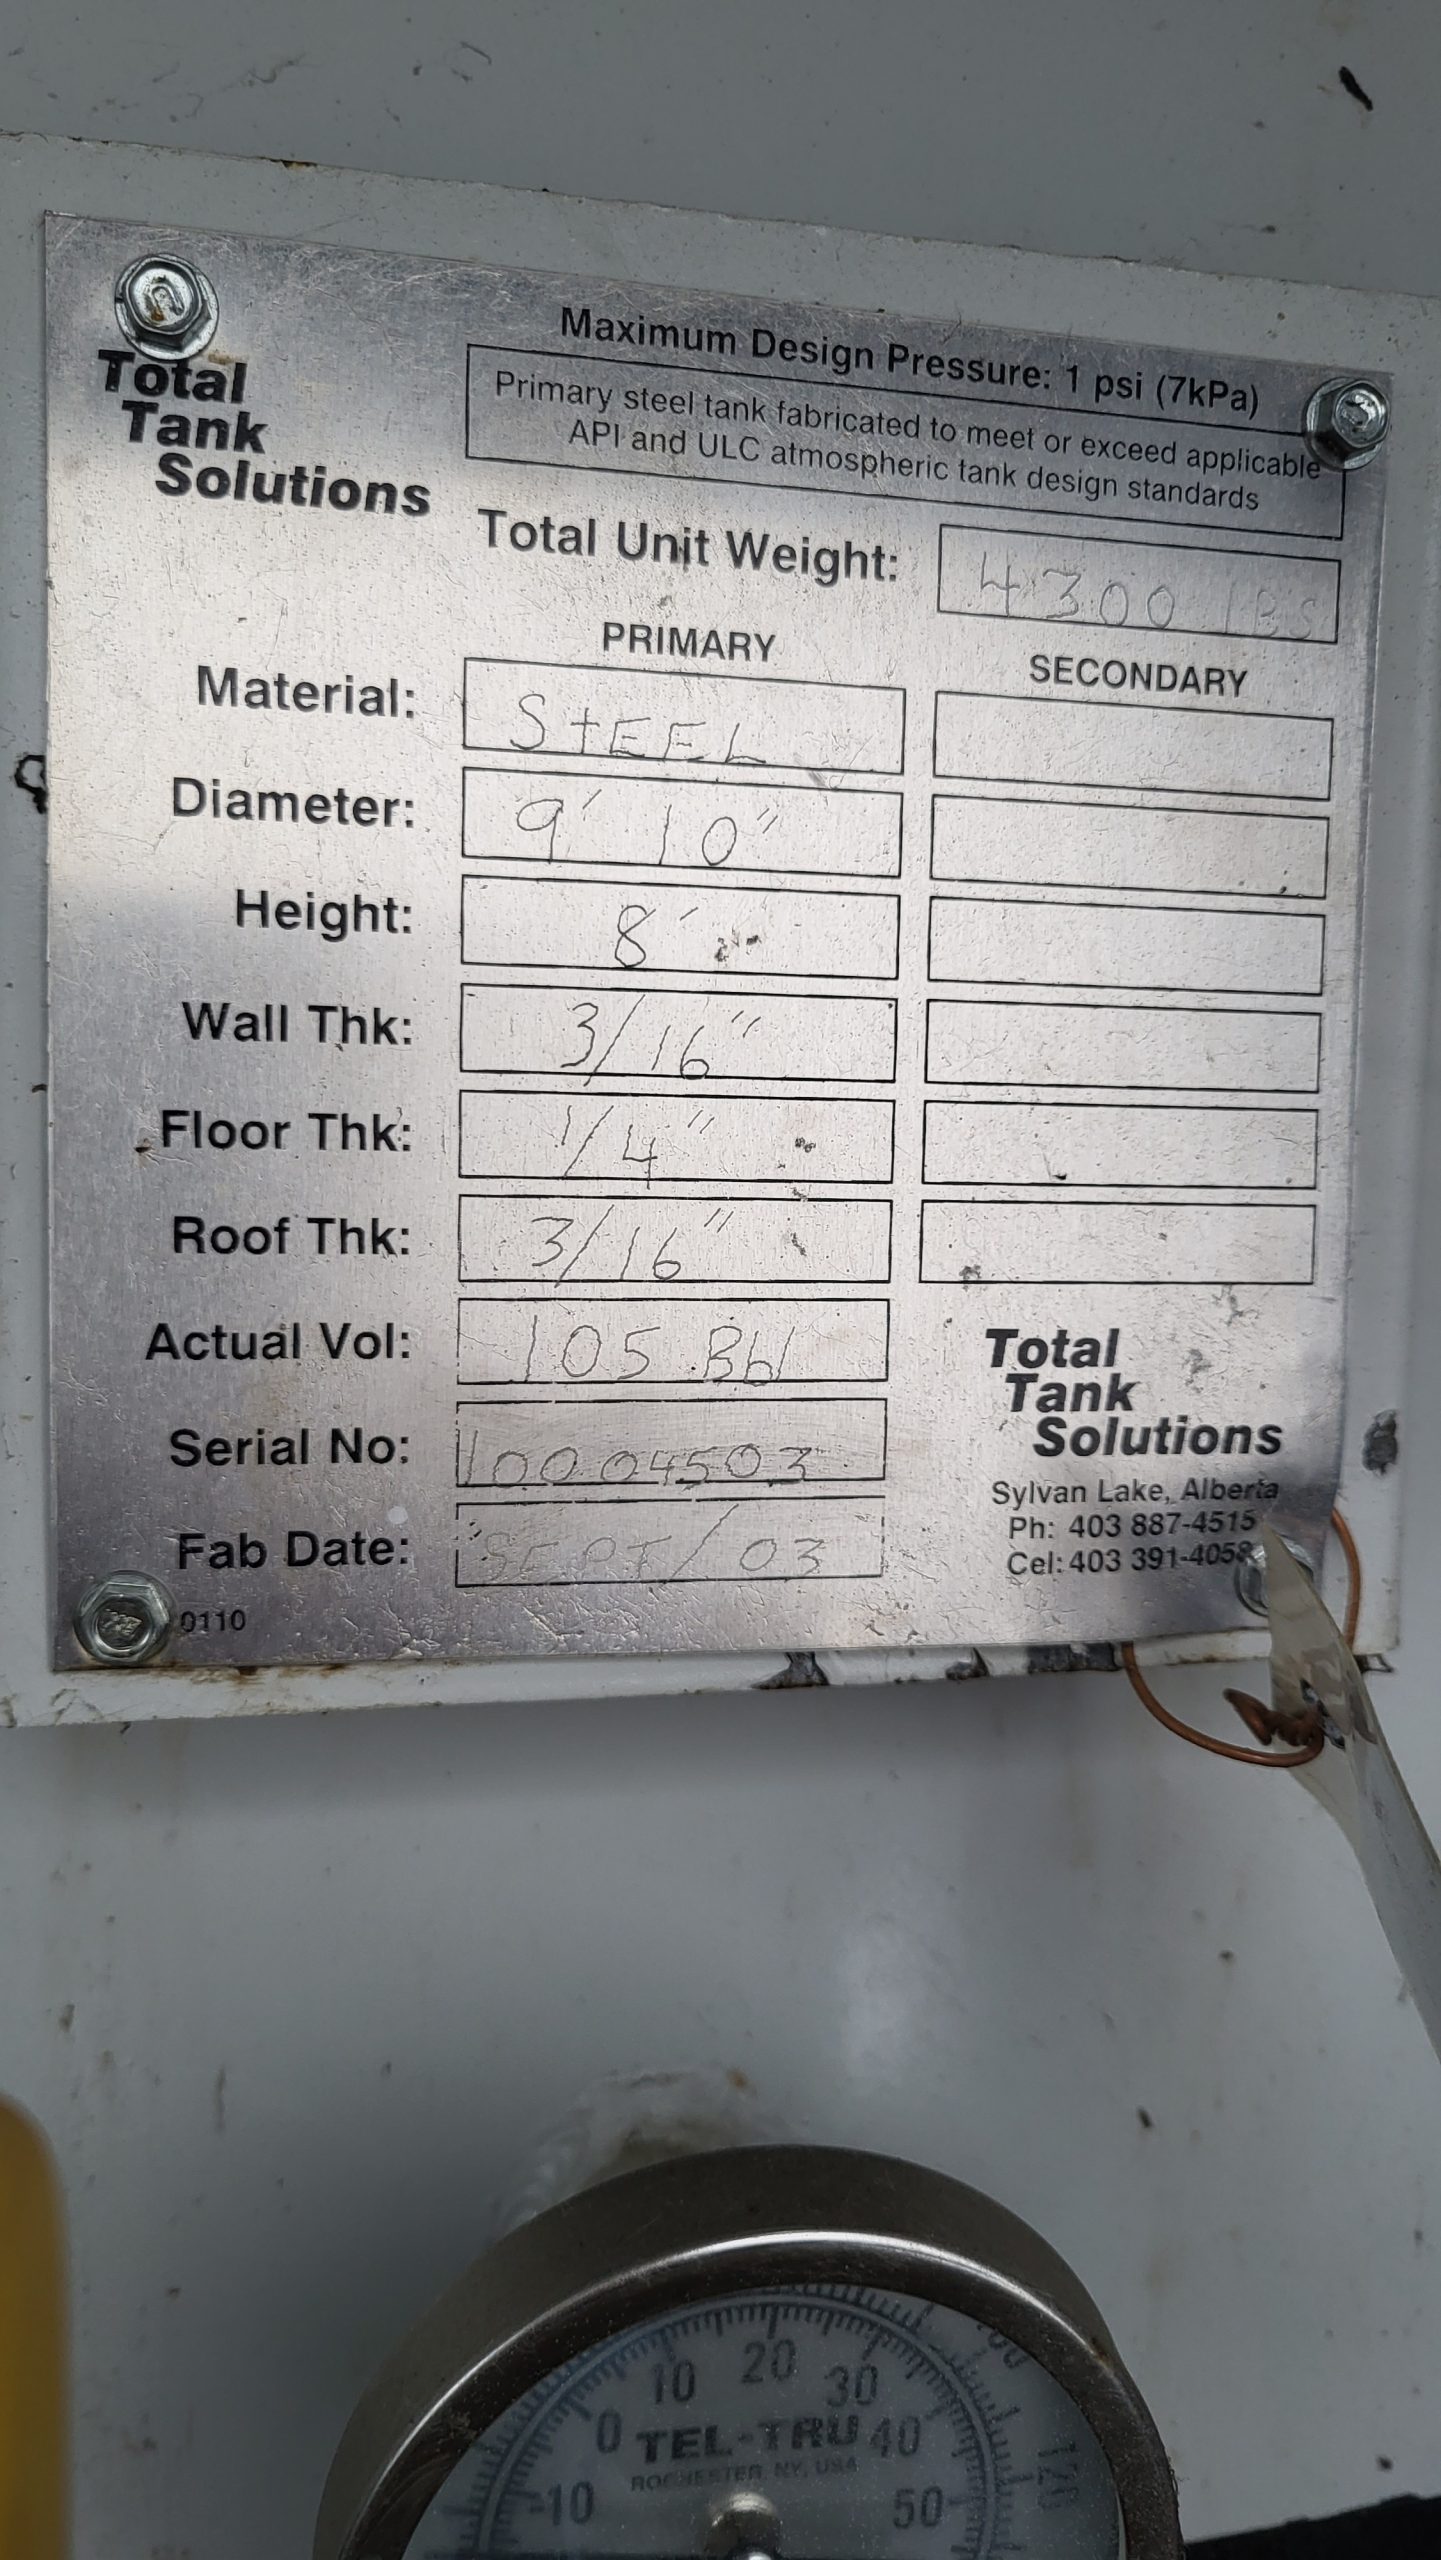 Maximum Design Pressure: 1 psi (7kPa)
Primary steel tank fabricated to meet or exceed applicable
API and ULC atmospheric tank design standards
Total
Tank
Solutions
Total Unit Weight: 4300 lBS
PRIMARY SECONDARY
Material: StEEL
Diameter: 9' 10"
Height: 8'
Wall Thk: 3/16"
Floor Thk: 1/4"
Roof Thk: 3/16"
Actual Vol: 105 Bbl
Serial No: 10004503
Fab Date: SEPT/03
0110
Total
Tank
Solutions
Sylvan Lake, Alberta
Ph: 403 887-4515
Cel: 403 391-4058
-10 0 10 20 30 40 50
TEL-TRU
ROCHESTER NY, USA